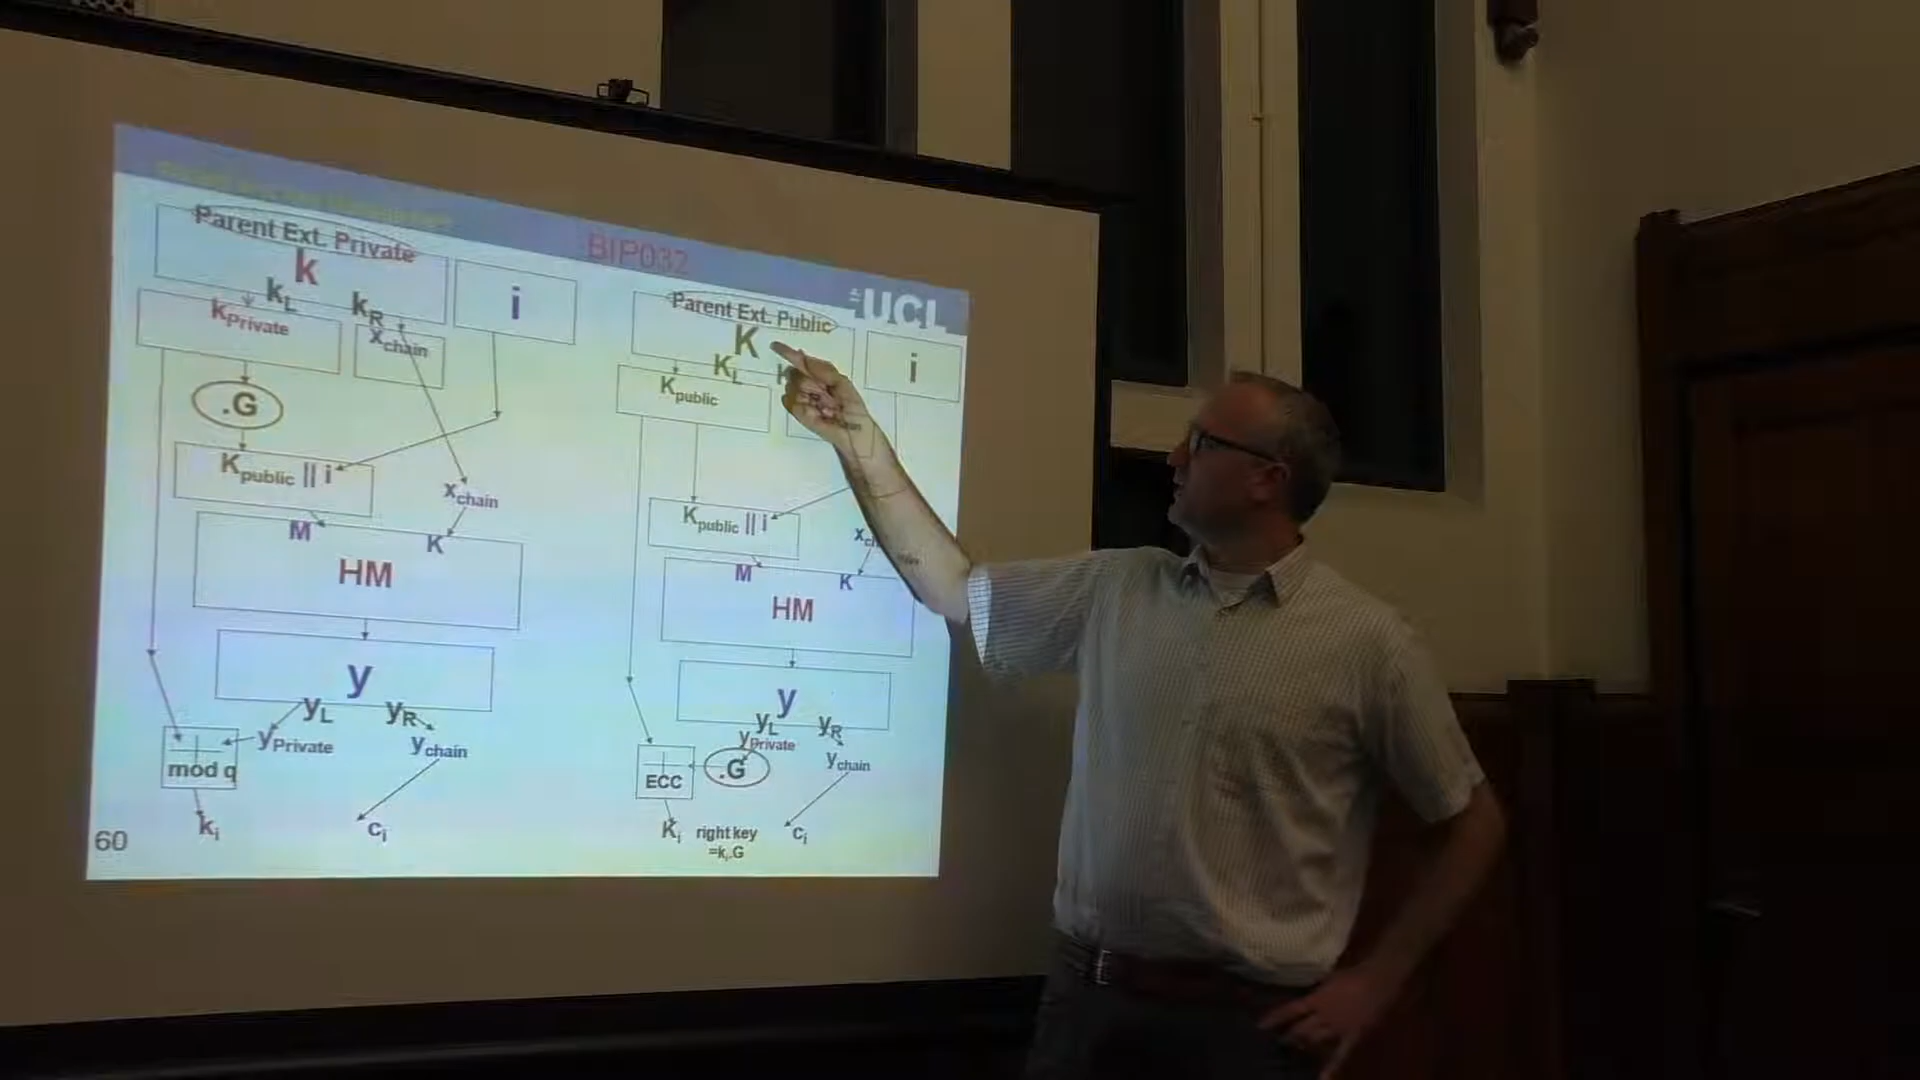 BIP032
UCL
Parent Ext. Private
k
kL kR
kPrivate
xchain
i
.G
Kpublic || i
xchain
M K
HM
y
yL yR
yPrivate
ychain
mod q
ki
ci
60
Parent Ext. Public
K
KL
Kpublic
i
Kpublic || i
M K
HM
y
yL yR
yPrivate
ychain
.G
ECC
Ki
right key
=ki.G
ci